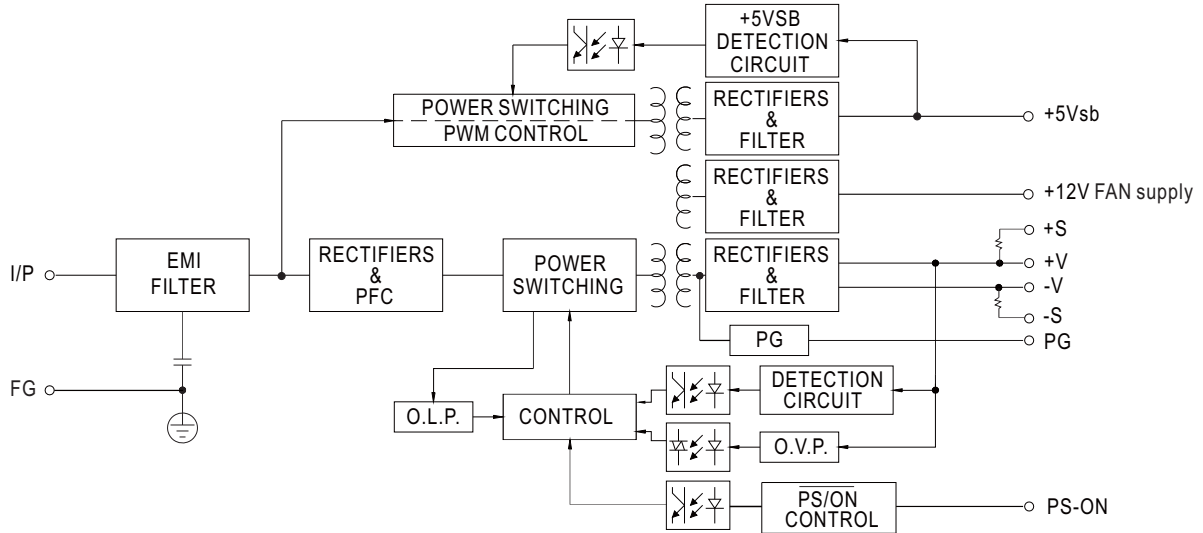 +5VSB
DETECTION
CIRCUIT
POWER SWITCHING
PWM CONTROL
RECTIFIERS
&
FILTER
+5Vsb
RECTIFIERS
&
FILTER
+12V FAN supply
I/P
EMI
FILTER
RECTIFIERS
&
PFC
POWER
SWITCHING
RECTIFIERS
&
FILTER
+S
+V
-V
-S
PG
PG
FG
O.L.P.
CONTROL
DETECTION
CIRCUIT
O.V.P.
PS/ON
CONTROL
PS-ON